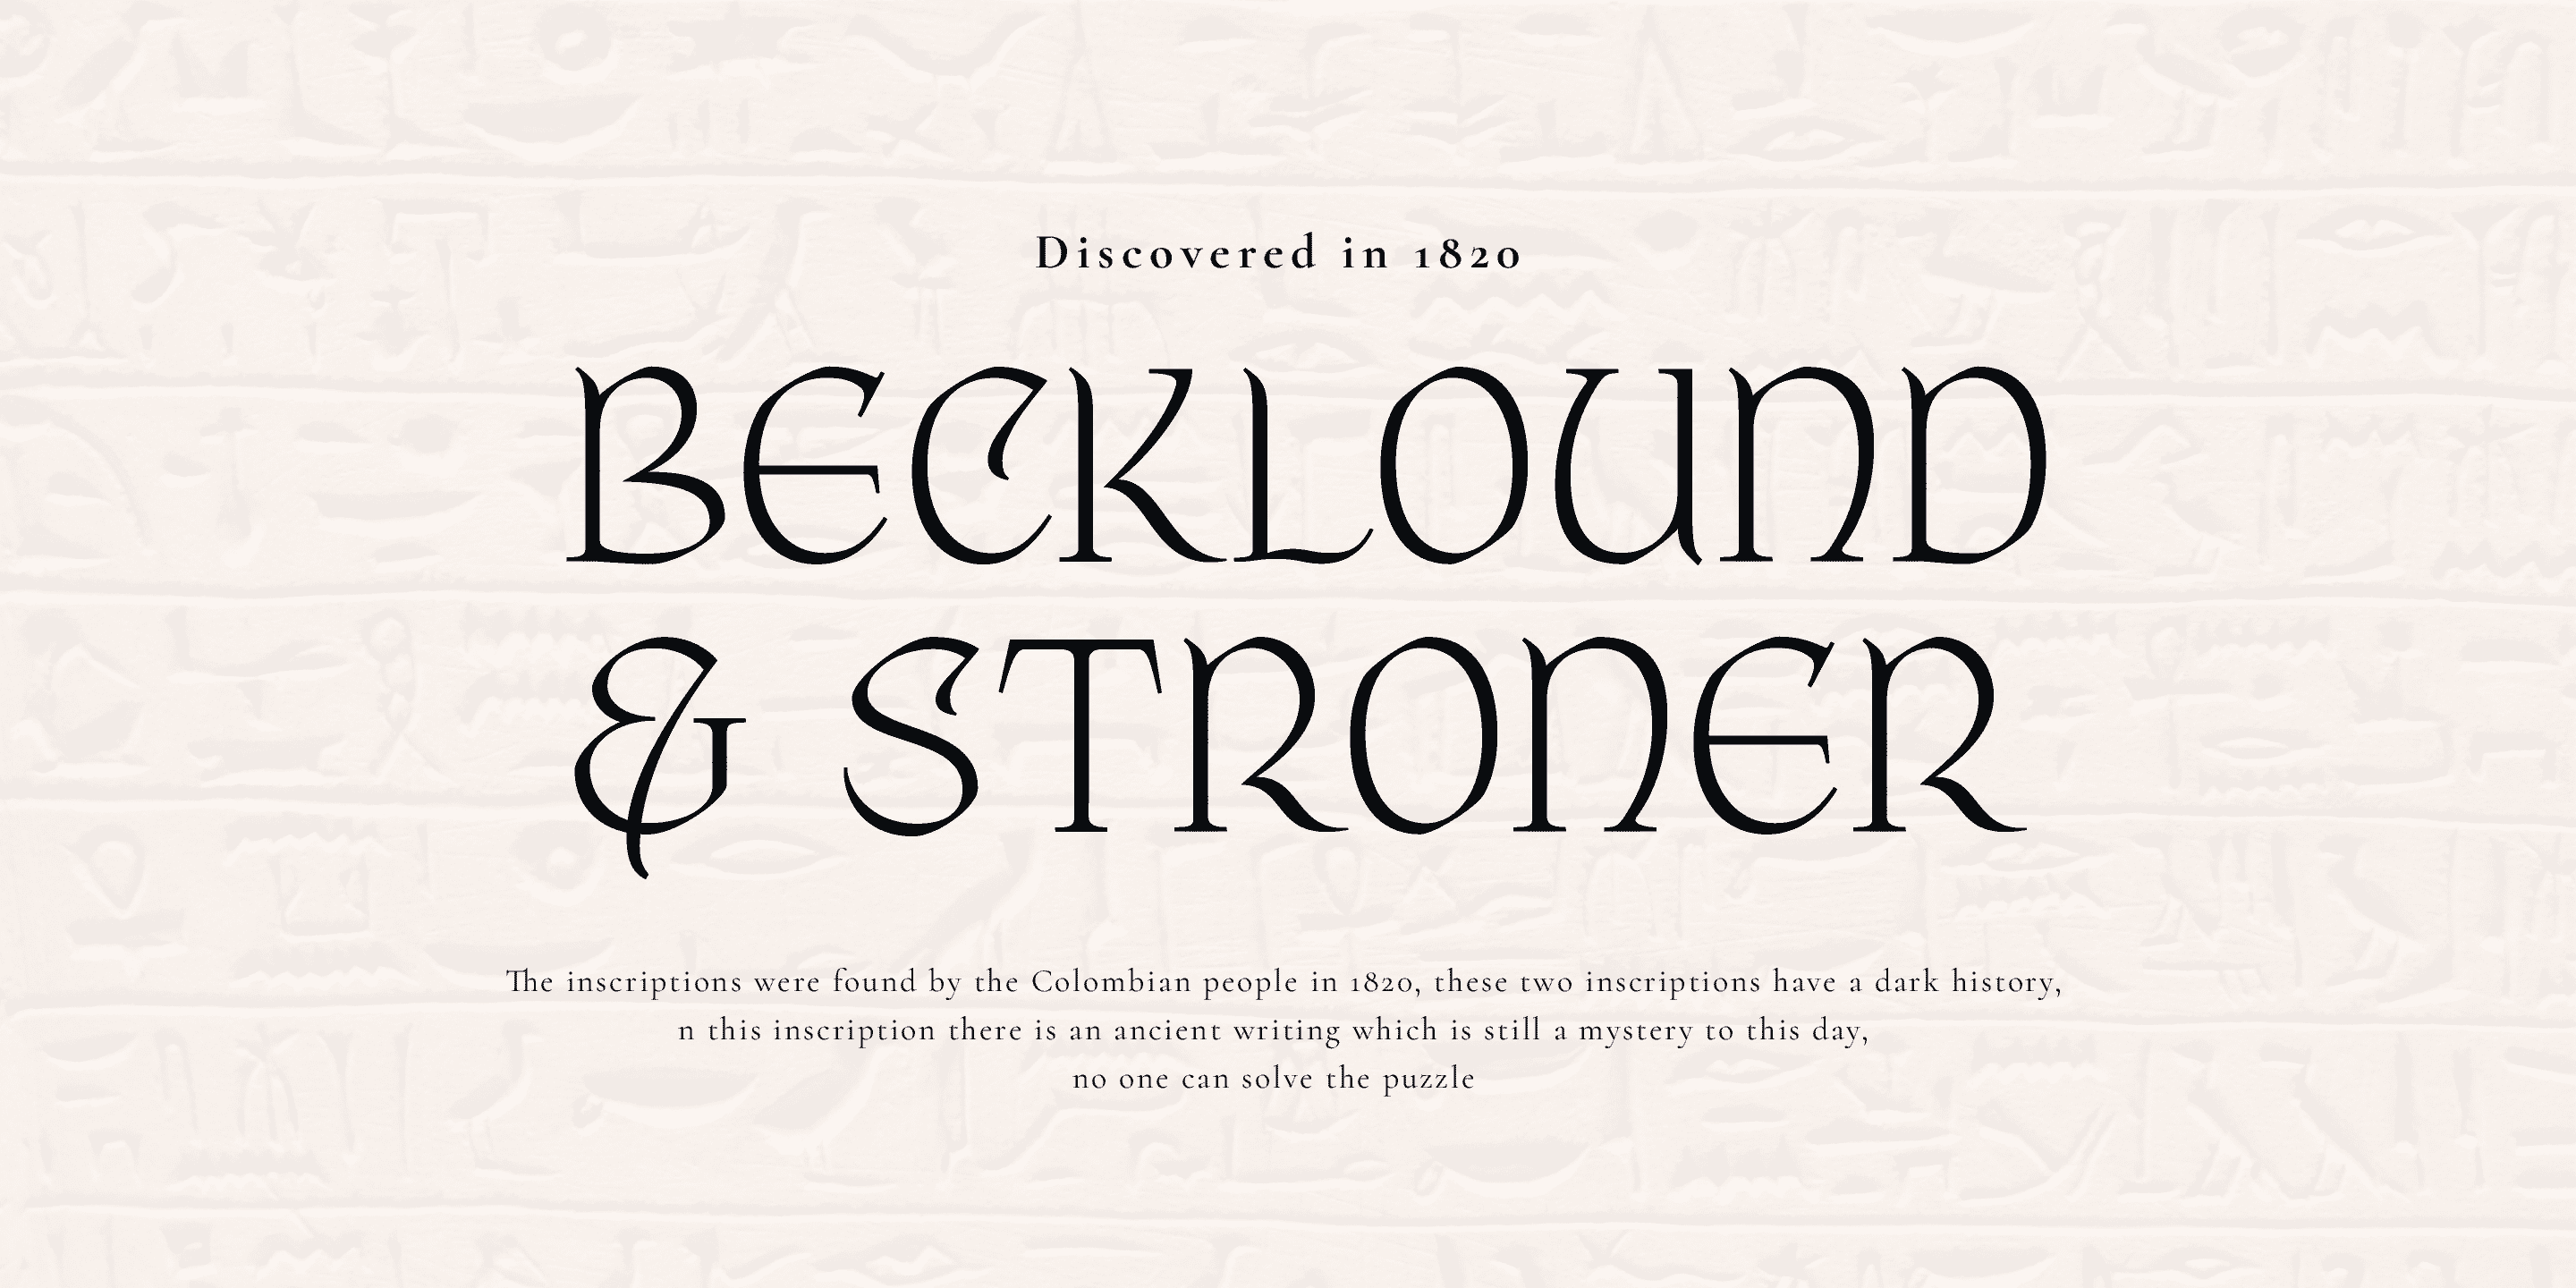 Discovered in 1820
BECKLOUND
& STRONER
The inscriptions were found by the Colombian people in 1820, these two inscriptions have a dark history,
n this inscription there is an ancient writing which is still a mystery to this day,
no one can solve the puzzle